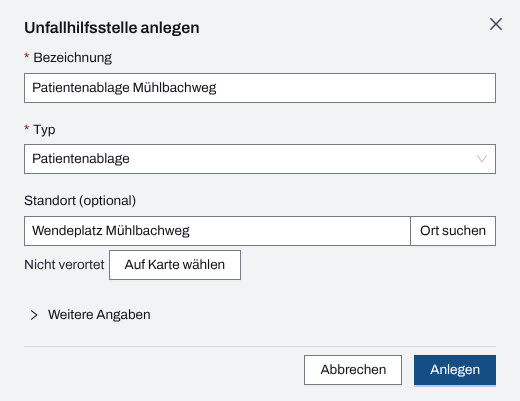 Unfallhilfsstelle anlegen
* Bezeichnung
Patientenablage Mühlbachweg
* Typ
Patientenablage
Standort (optional)
Wendeplatz Mühlbachweg
Ort suchen
Nicht verortet
Auf Karte wählen
Weitere Angaben
Abbrechen
Anlegen